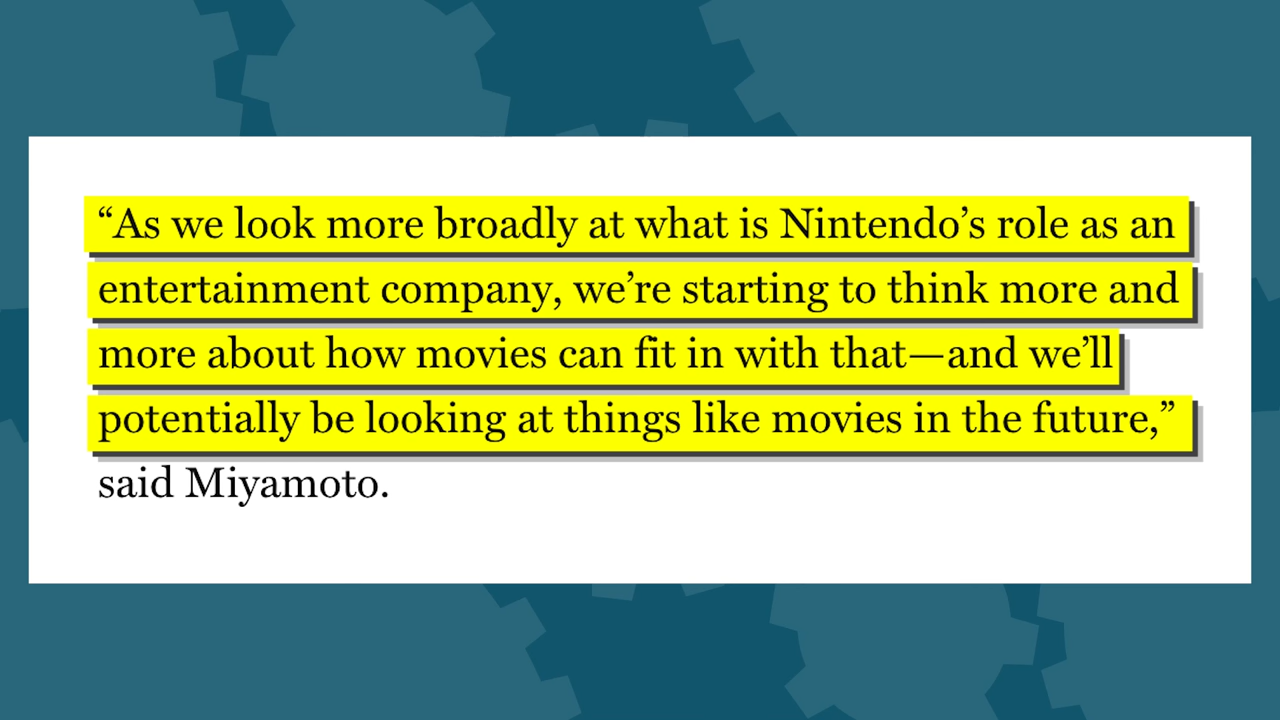 “As we look more broadly at what is Nintendo’s role as an
entertainment company, we’re starting to think more and
more about how movies can fit in with that—and we’ll
potentially be looking at things like movies in the future,”
said Miyamoto.